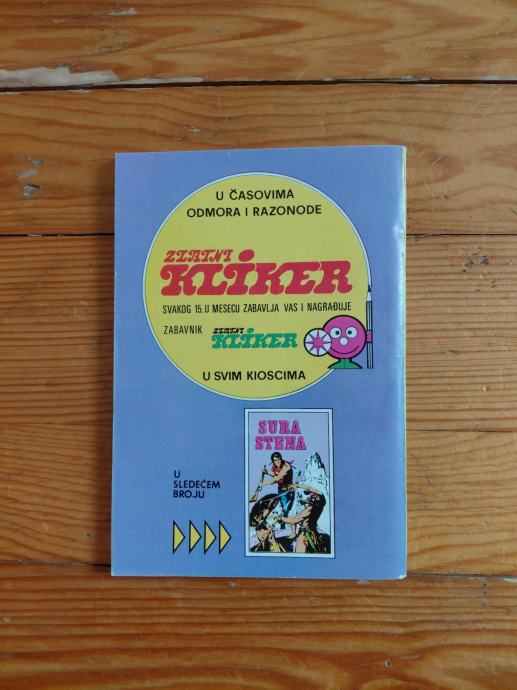 U ČASOVIMA
ODMORA I RAZONODE
ZLATNI
KLIKER
SVAKOG 15. U MESECU ZABAVLJA VAS I NAGRAĐUJE
ZABAVNIK ZLATNI
KLIKER
U SVIM KIOSCIMA
SURA
STENA
U
SLEDEĆEM
BROJU